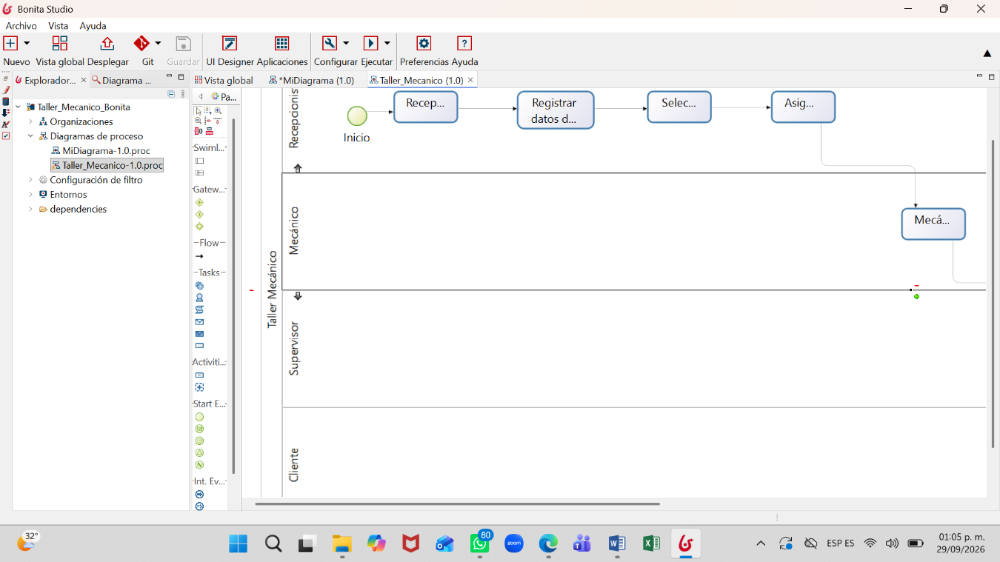 Bonita Studio
Archivo Vista Ayuda
Nuevo Vista global Desplegar Git Guardar UI Designer Aplicaciones Configurar Ejecutar Preferencias Ayuda
Explorador... Diagrama ...
Vista global *MiDiagrama (1.0) Taller_Mecanico (1.0)
Pa...
Taller_Mecanico_Bonita
Organizaciones
Diagramas de proceso
MiDiagrama-1.0.proc
Taller_Mecanico-1.0.proc
Configuración de filtro
Entornos
dependencies
Swiml...
Gatew...
Flow
Tasks
Activiti...
Start E...
Int. Ev...
Taller Mecánico
Recepcionist
Inicio
Recep...
Registrar
datos d...
Selec...
Asig...
Mecánico
Mecá...
Supervisor
Cliente
32°
80
zoom
ESP ES
01:05 p. m.
29/09/2026